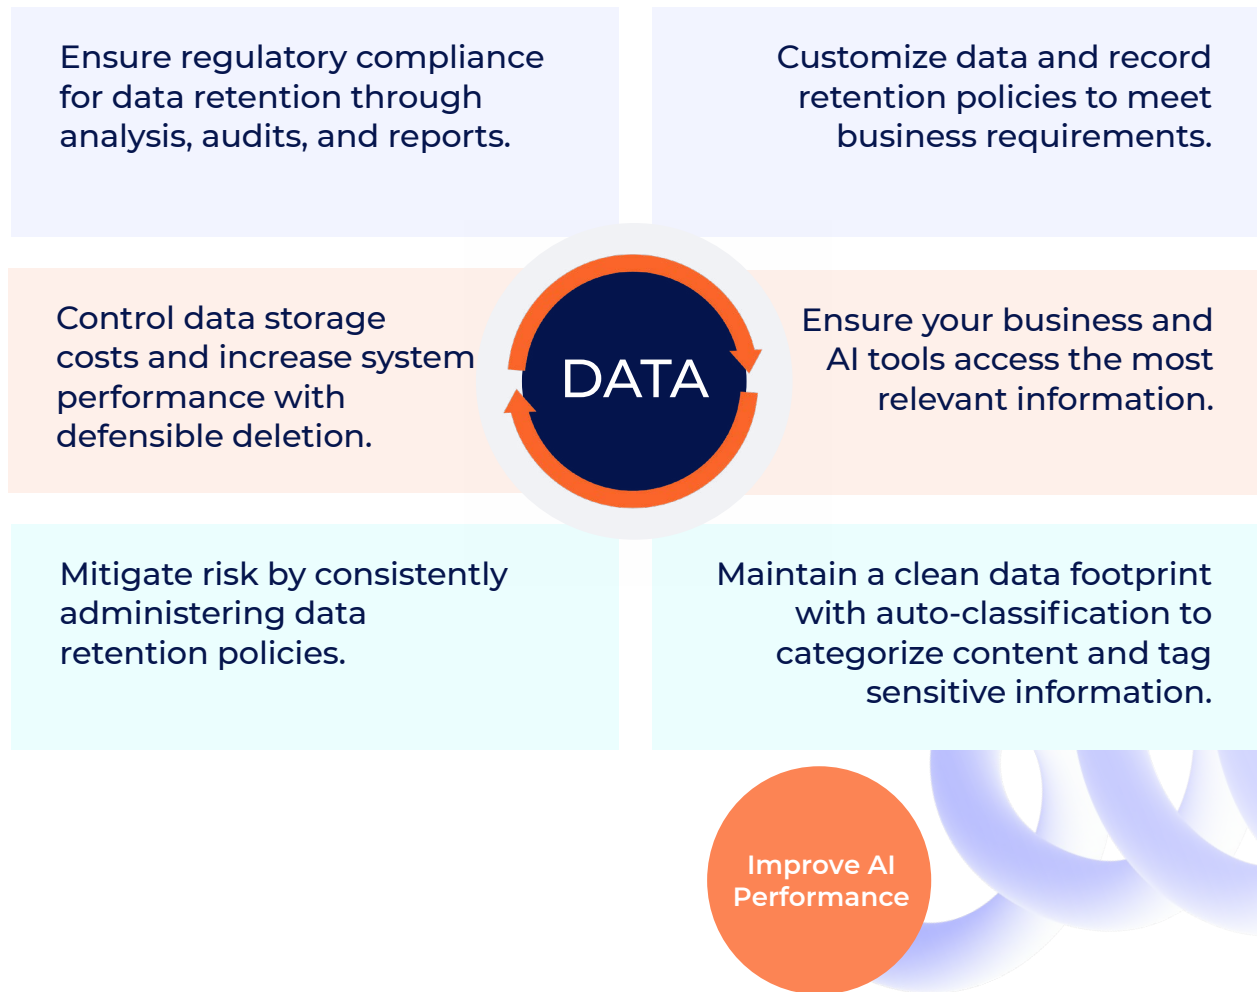 Ensure regulatory compliance
for data retention through
analysis, audits, and reports.
Customize data and record
retention policies to meet
business requirements.
Control data storage
costs and increase system
performance with
defensible deletion.
DATA
Ensure your business and
AI tools access the most
relevant information.
Mitigate risk by consistently
administering data
retention policies.
Maintain a clean data footprint
with auto-classification to
categorize content and tag
sensitive information.
Improve AI
Performance